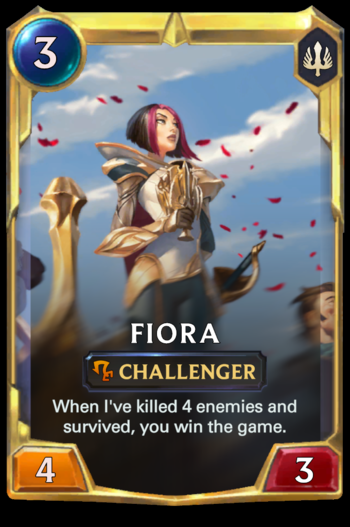 3
FIORA
CHALLENGER
When I've killed 4 enemies and
survived, you win the game.
4
3